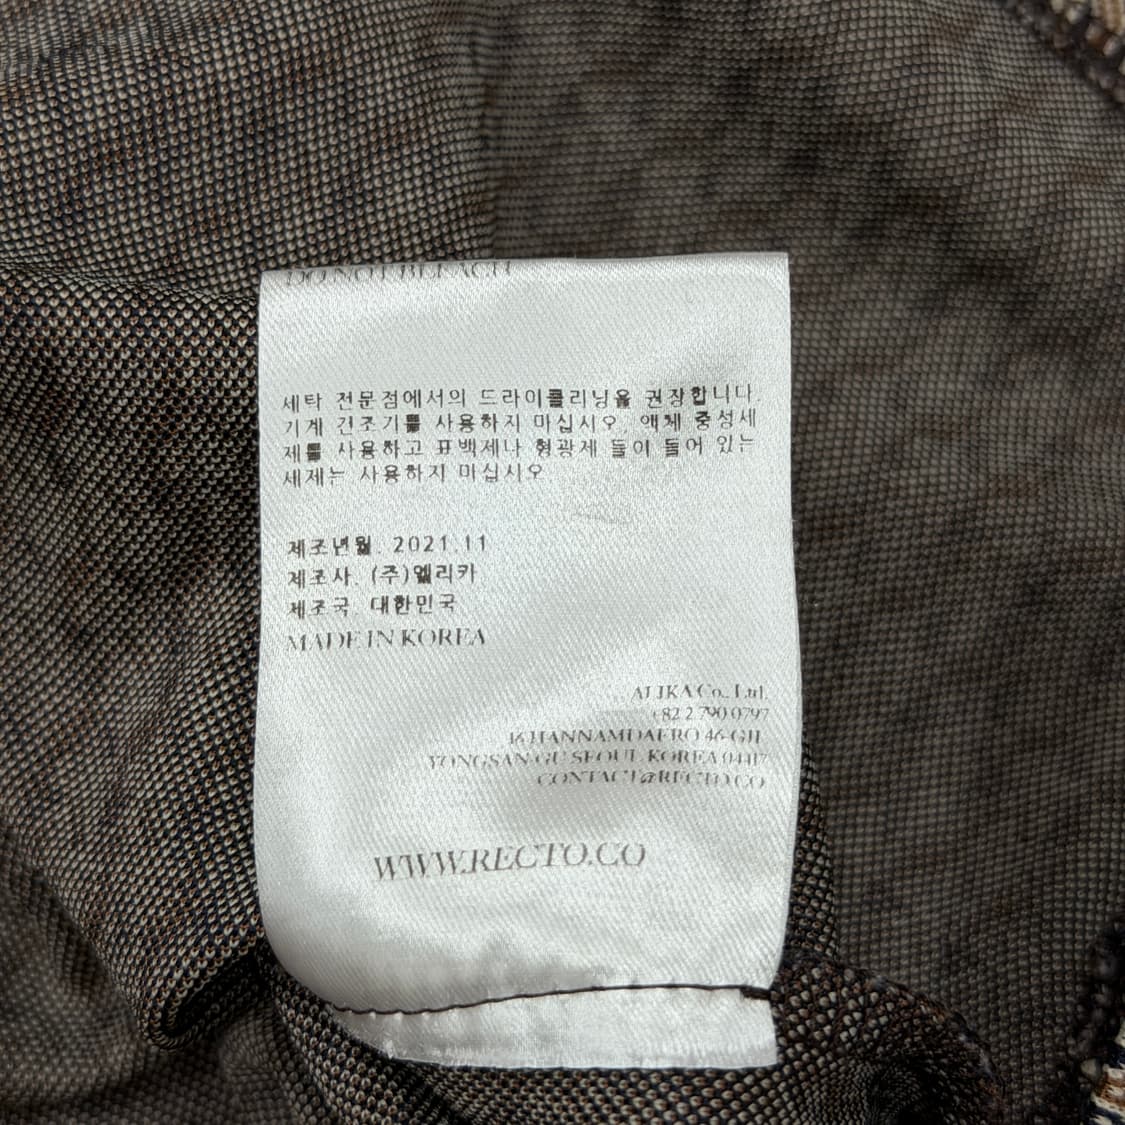 DO NOT BLEACH
세탁 전문점에서의 드라이클리닝을 권장합니다.
기계 건조기를 사용하지 마십시오. 액체 중성세
제를 사용하고 표백제나 형광제 들이 들어 있는
세제는 사용하지 마십시오.
제조년월. 2021.11
제조사. (주)엘리카
제조국. 대한민국
MADE IN KOREA
ALIKA Co., Ltd.
+82 2 790 0797
16 HANNAMDAERO 46-GIL
YONGSAN-GU SEOUL KOREA 04417
CONTACT@RECTO.CO
WWW.RECTO.CO